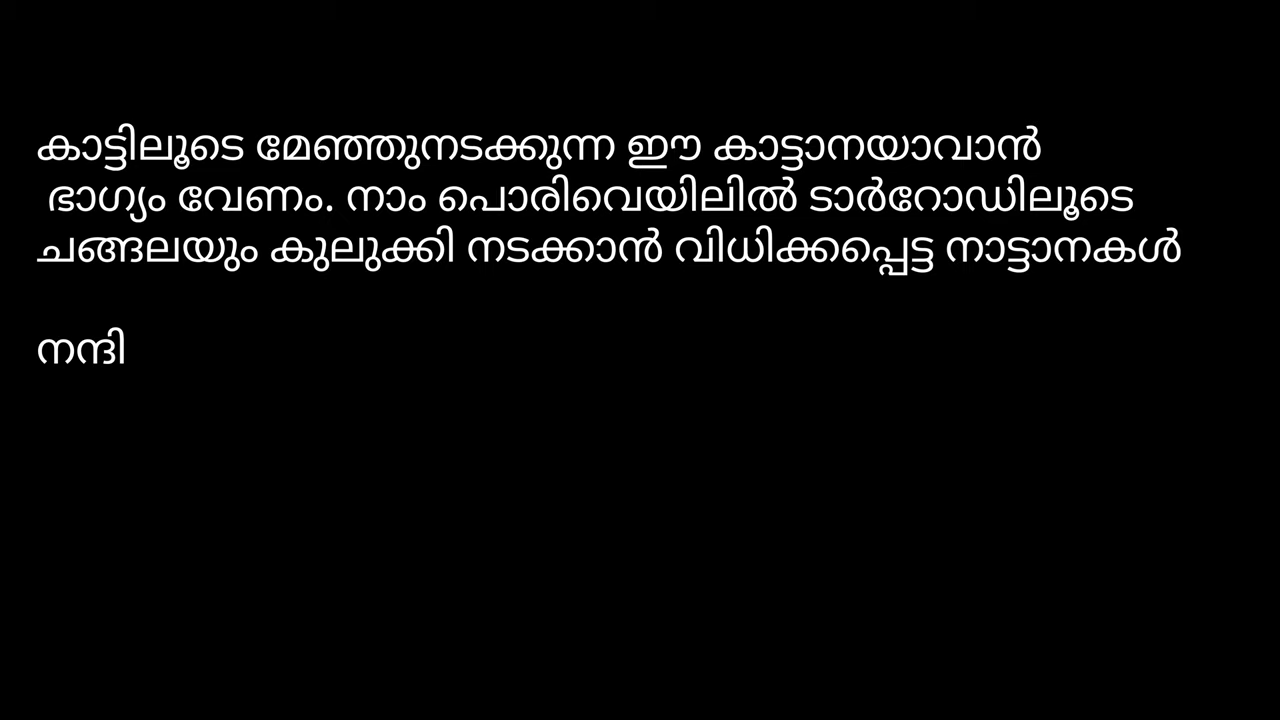 കാട്ടിലൂടെ മേഞ്ഞുനടക്കുന്ന ഈ കാട്ടാനയാവാൻ
ഭാഗ്യം വേണം. നാം പൊരിവെയിലിൽ ടാർറോഡിലൂടെ
ചങ്ങലയും കുലുക്കി നടക്കാൻ വിധിക്കപ്പെട്ട നാട്ടാനകൾ
നന്ദി